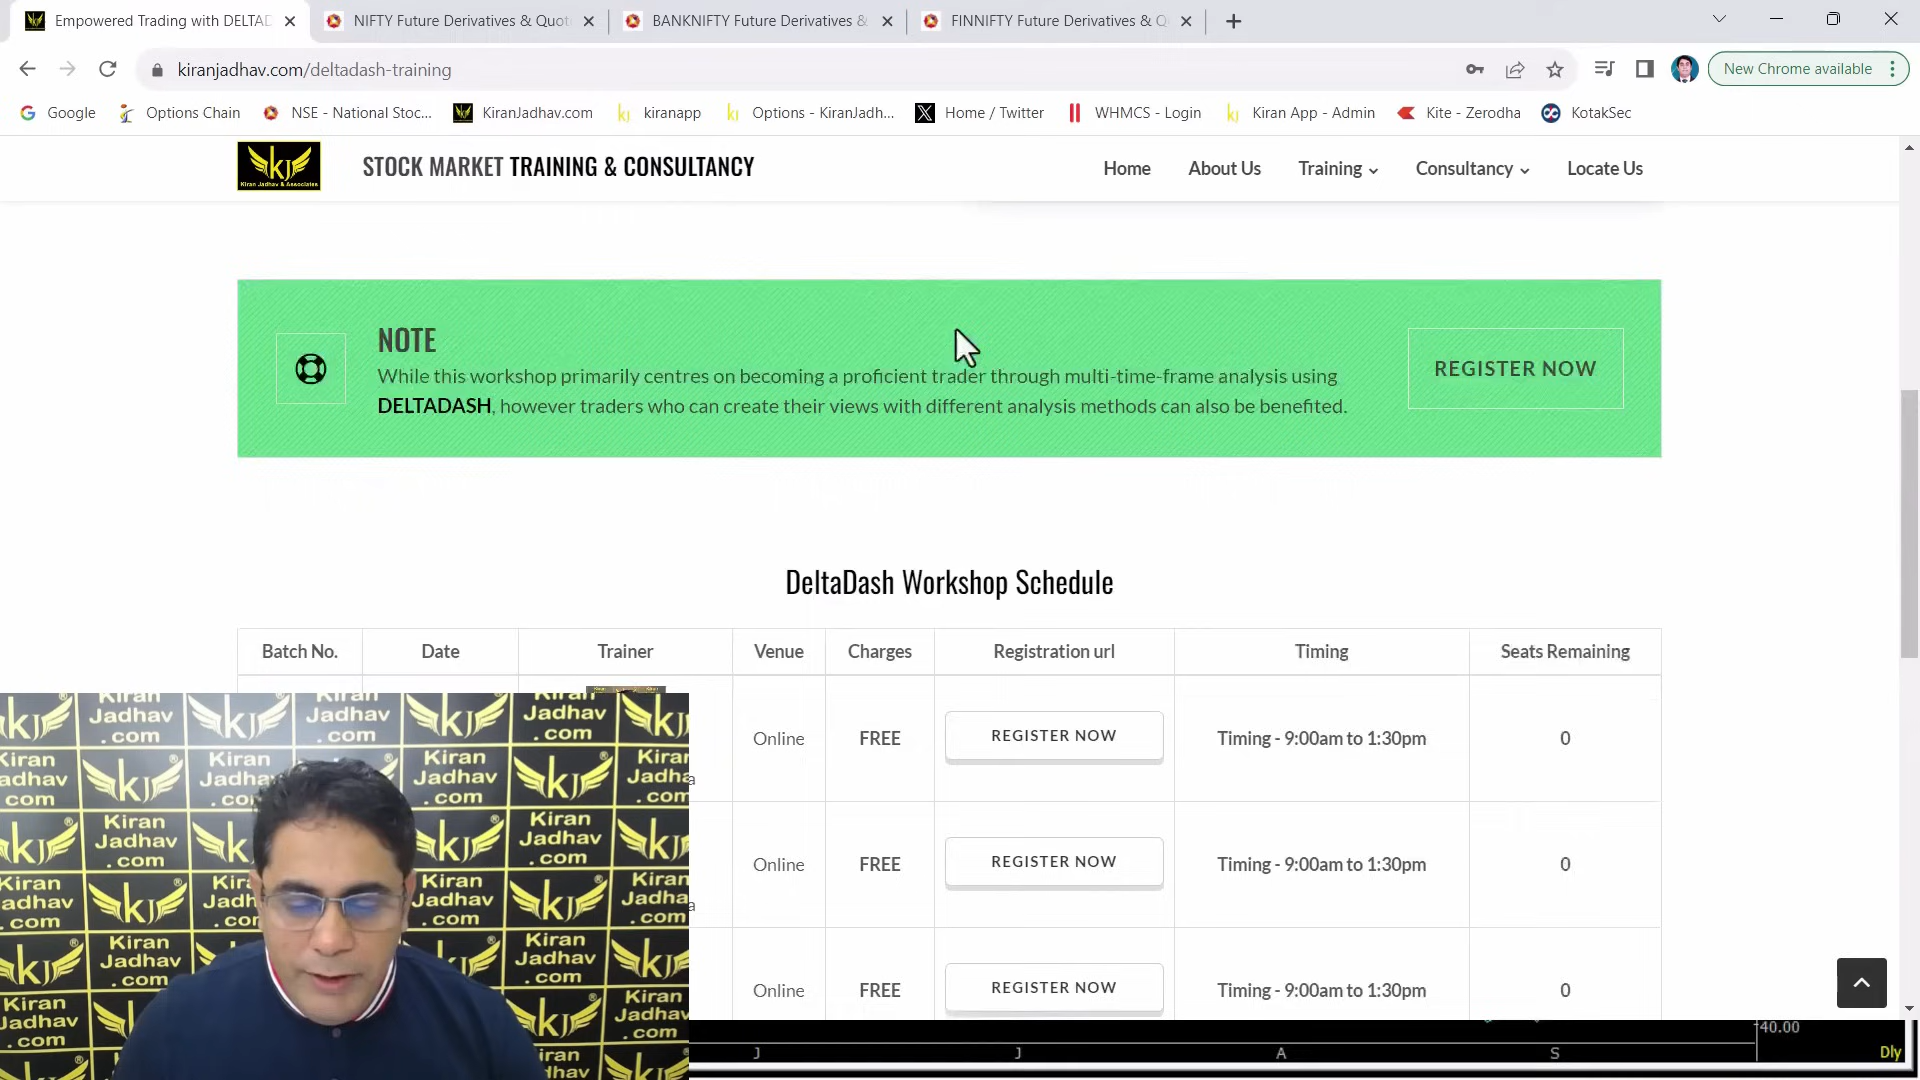 Empowered Trading with DELTAD
NIFTY Future Derivatives & Quot
BANKNIFTY Future Derivatives &
FINNIFTY Future Derivatives & Q
kiranjadhav.com/deltadash-training
New Chrome available
Google
Options Chain
NSE - National Stoc...
KiranJadhav.com
kiranapp
Options - KiranJadh...
Home / Twitter
WHMCS - Login
Kiran App - Admin
Kite - Zerodha
KotakSec
KJ
Kiran Jadhav & Associates
STOCK MARKET TRAINING & CONSULTANCY
Home
About Us
Training
Consultancy
Locate Us
NOTE
While this workshop primarily centres on becoming a proficient trader through multi-time-frame analysis using
DELTADASH, however traders who can create their views with different analysis methods can also be benefited.
REGISTER NOW
DeltaDash Workshop Schedule
Batch No.
Date
Trainer
Venue
Charges
Registration url
Timing
Seats Remaining
Online
FREE
REGISTER NOW
Timing - 9:00am to 1:30pm
0
Online
FREE
REGISTER NOW
Timing - 9:00am to 1:30pm
0
Online
FREE
REGISTER NOW
Timing - 9:00am to 1:30pm
0
Kiran
Jadhav
.com
40.00
J
J
A
S
Dly